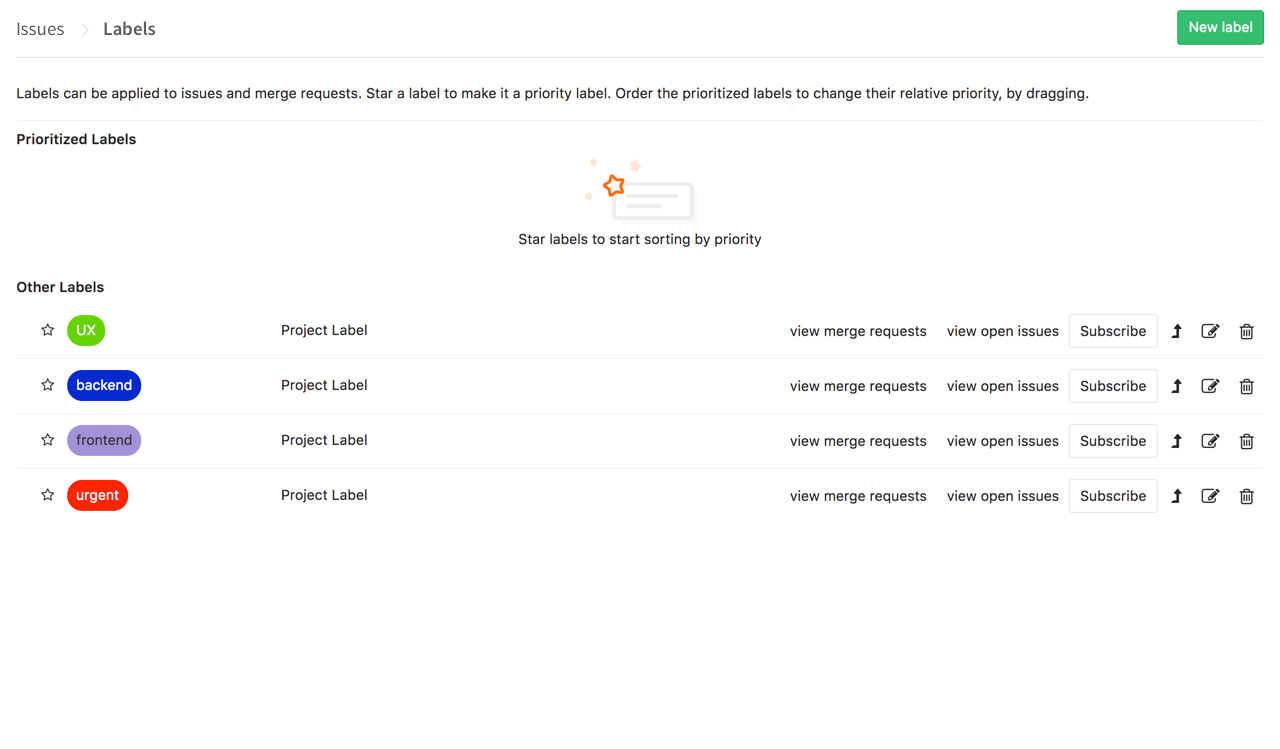 Issues Labels New label
Labels can be applied to issues and merge requests. Star a label to make it a priority label. Order the prioritized labels to change their relative priority, by dragging.
Prioritized Labels
Star labels to start sorting by priority
Other Labels
UX Project Label view merge requests view open issues Subscribe
backend Project Label view merge requests view open issues Subscribe
frontend Project Label view merge requests view open issues Subscribe
urgent Project Label view merge requests view open issues Subscribe